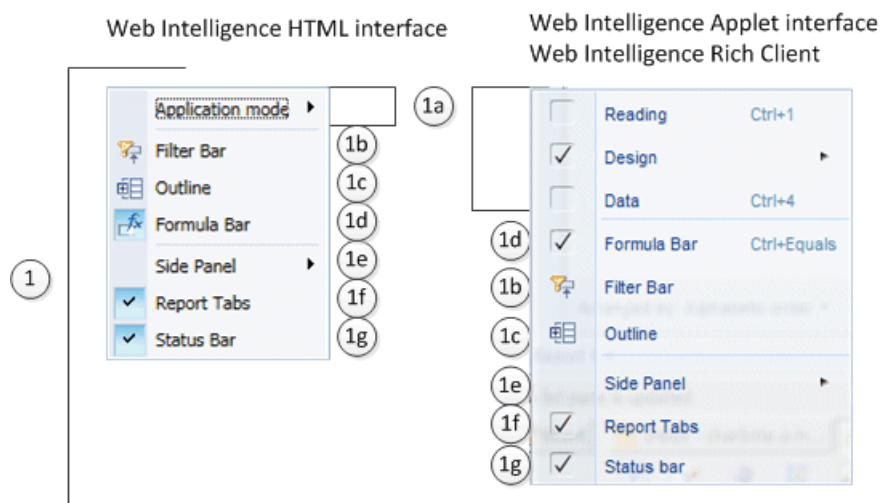 Web Intelligence HTML interface
Web Intelligence Applet interface
Web Intelligence Rich Client
1
Application mode
1a
Filter Bar
1b
Outline
1c
Formula Bar
1d
Side Panel
1e
Report Tabs
1f
Status Bar
1g
Reading Ctrl+1
Design
Data Ctrl+4
1d Formula Bar Ctrl+Equals
1b Filter Bar
1c Outline
1e Side Panel
1f Report Tabs
1g Status bar